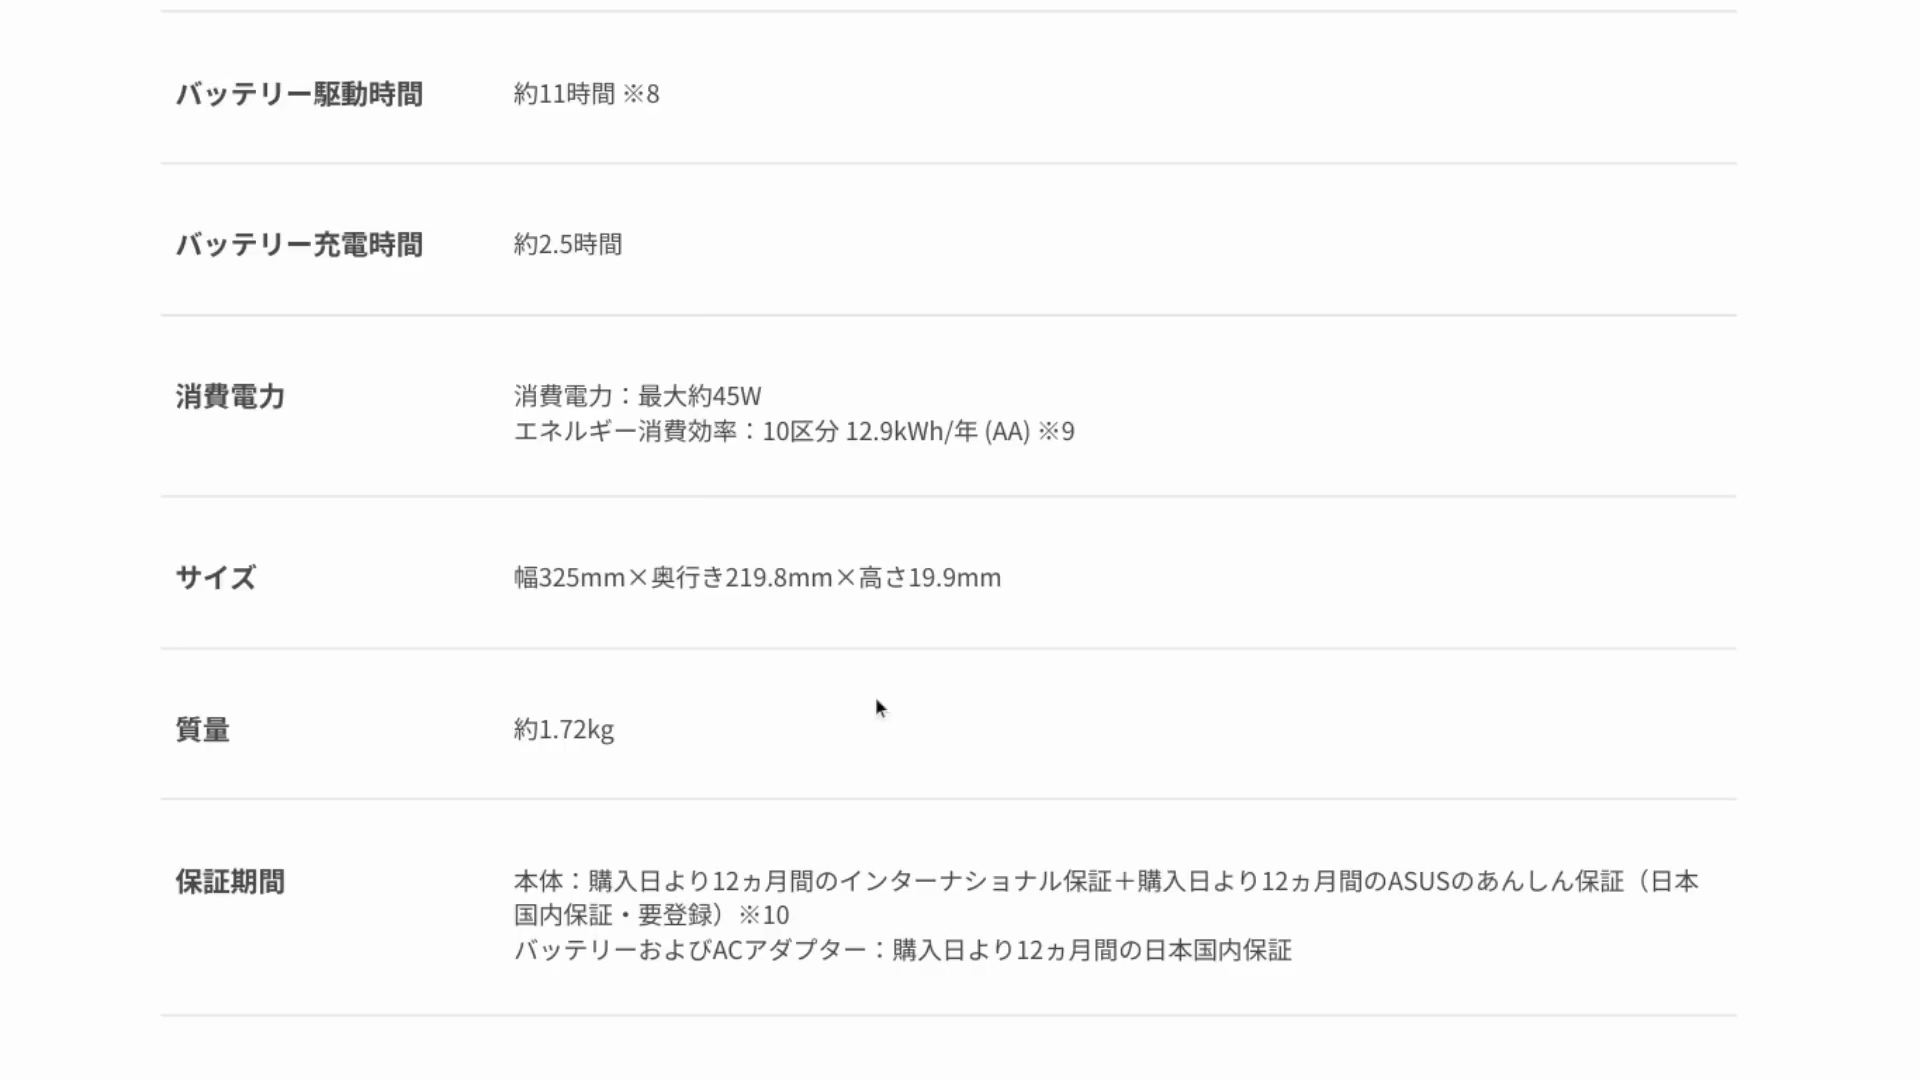 バッテリー駆動時間
約11時間 ※8
バッテリー充電時間
約2.5時間
消費電力
消費電力：最大約45W
エネルギー消費効率：10区分 12.9kWh/年 (AA) ※9
サイズ
幅325mm×奥行き219.8mm×高さ19.9mm
質量
約1.72kg
保証期間
本体：購入日より12ヵ月間のインターナショナル保証＋購入日より12ヵ月間のASUSのあんしん保証（日本
国内保証・要登録）※10
バッテリーおよびACアダプター：購入日より12ヵ月間の日本国内保証